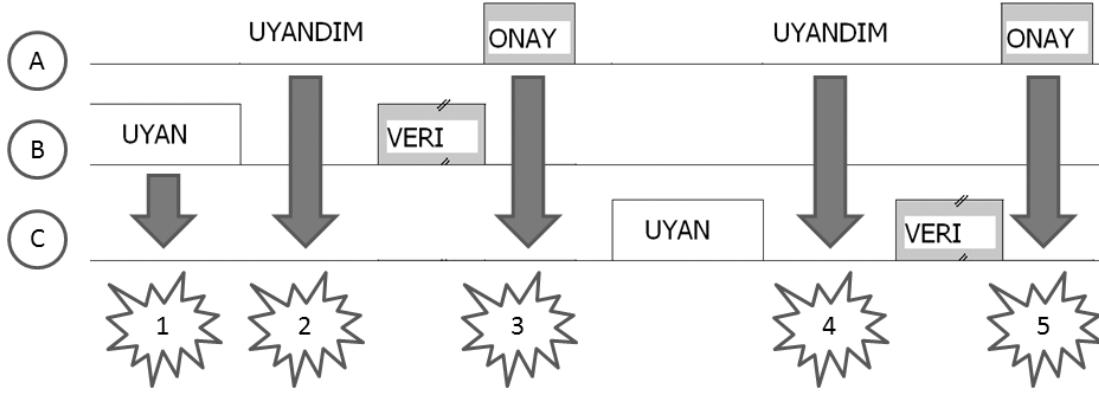 A
UYANDIM
ONAY
UYANDIM
ONAY
B
UYAN
VERI
C
UYAN
VERI
1
2
3
4
5